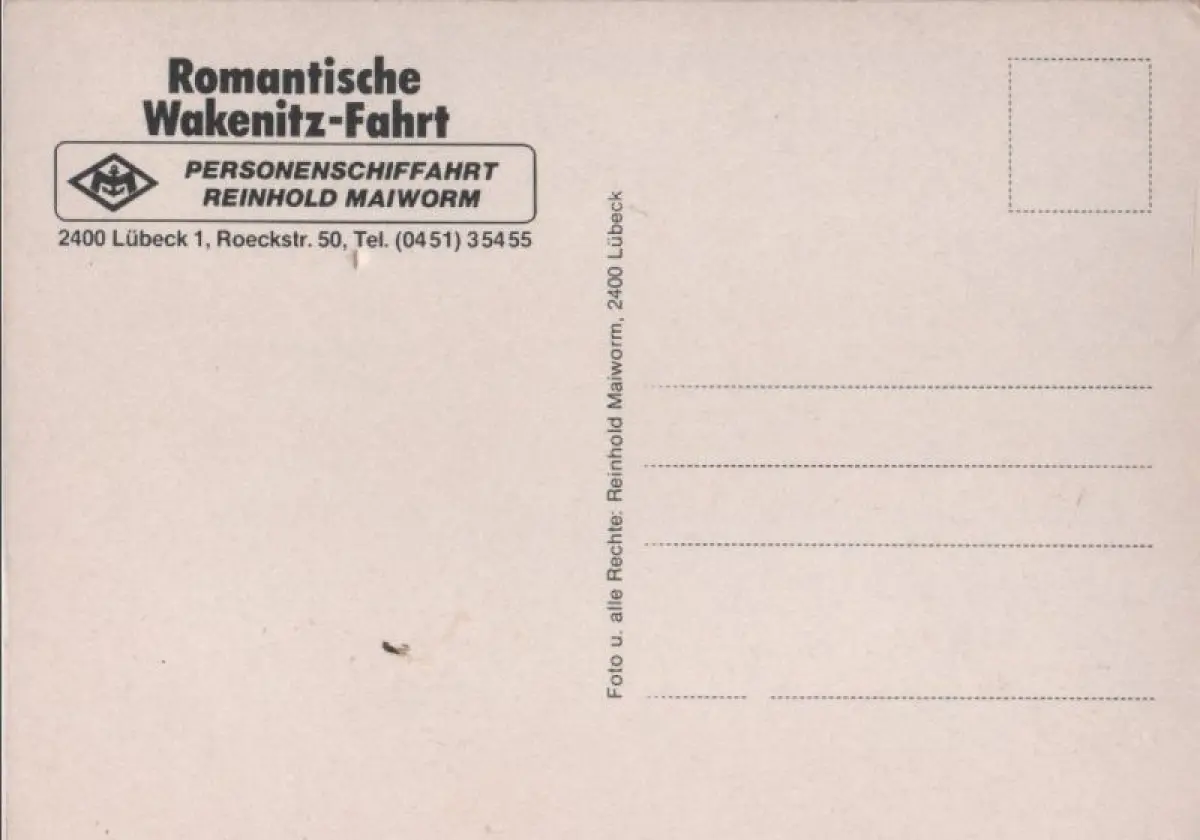 Romantische
Wakenitz-Fahrt
PERSONENSCHIFFAHRT
REINHOLD MAIWORM
2400 Lübeck 1, Roeckstr. 50, Tel. (0451) 35455
Foto u. alle Rechte: Reinhold Maiworm, 2400 Lübeck